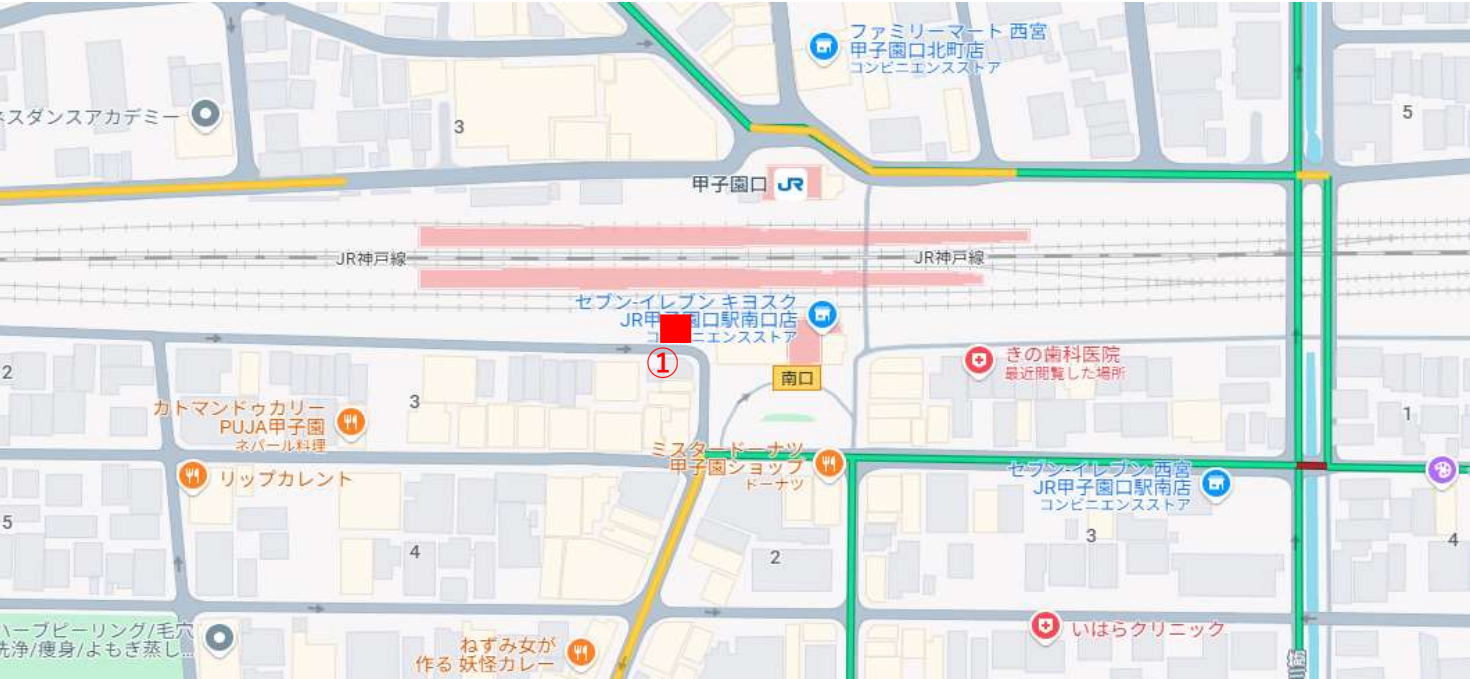 ファミリーマート 西宮
甲子園口北町店
コンビニエンスストア
ネスダンスアカデミー
3
5
甲子園口
JR
JR神戸線
JR神戸線
セブン-イレブン キヨスク
JR甲子園口駅南口店
コンビニエンスストア
①
2
南口
きの歯科医院
最近閲覧した場所
カトマンドゥカリー
PUJA甲子園
ネパール料理
3
1
リップカレント
ミスタードーナツ
甲子園ショップ
ドーナツ
セブン-イレブン 西宮
JR甲子園口駅南店
コンビニエンスストア
5
4
2
3
4
ハーブピーリング/毛穴
洗浄/痩身/よもぎ蒸し...
ねずみ女が
作る 妖怪カレー
いはらクリニック